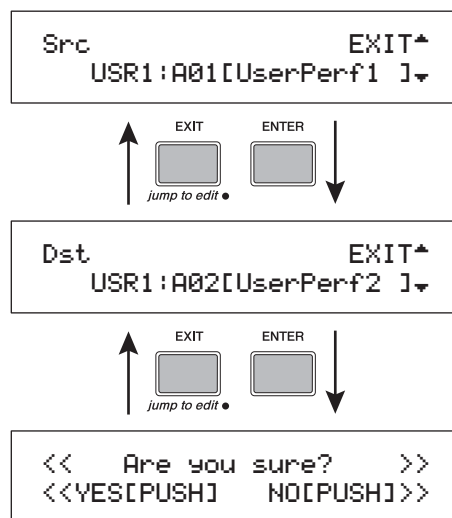 Src EXIT
USR1:A01[UserPerf1 ]
EXIT ENTER
jump to edit
Dst EXIT
USR1:A02[UserPerf2 ]
EXIT ENTER
jump to edit
<< Are you sure? >>
<<YES[PUSH] NO[PUSH]>>